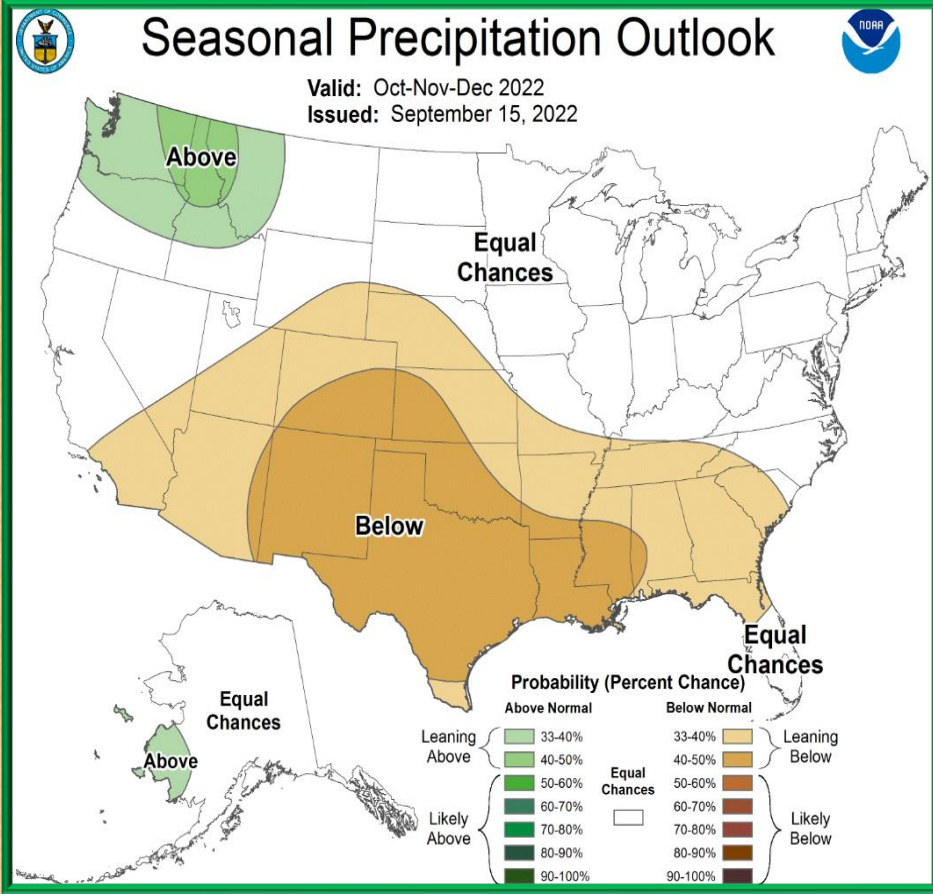 Seasonal Precipitation Outlook
NOAA
Valid: Oct-Nov-Dec 2022
Issued: September 15, 2022
Above
Equal
Chances
Below
Equal
Chances
Equal
Chances
Above
Probability (Percent Chance)
Above Normal
Below Normal
Leaning
Above
33-40%
40-50%
Likely
Above
50-60%
60-70%
70-80%
80-90%
90-100%
Equal
Chances
33-40%
40-50%
Leaning
Below
50-60%
60-70%
70-80%
80-90%
90-100%
Likely
Below